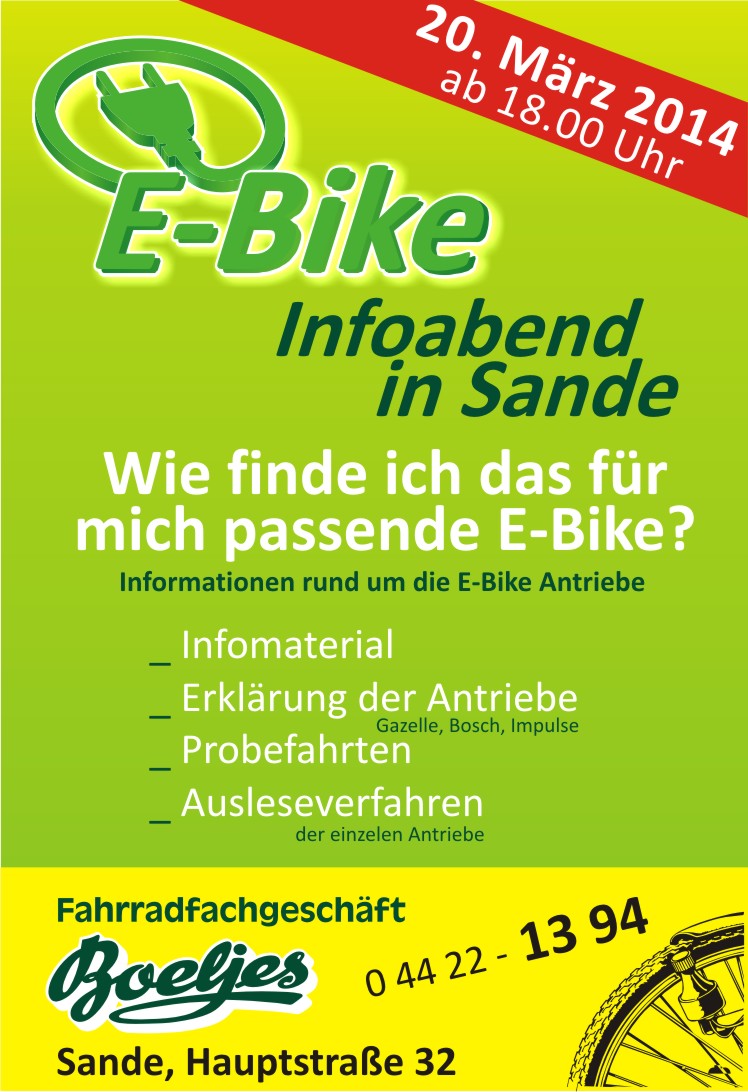 20. März 2014
ab 18.00 Uhr
E-Bike
Infoabend
in Sande
Wie finde ich das für
mich passende E-Bike?
Informationen rund um die E-Bike Antriebe
_ Infomaterial
_ Erklärung der Antriebe
Gazelle, Bosch, Impulse
_ Probefahrten
_ Ausleseverfahren
der einzelen Antriebe
Fahrradfachgeschäft
Boeljes
0 44 22 - 13 94
Sande, Hauptstraße 32